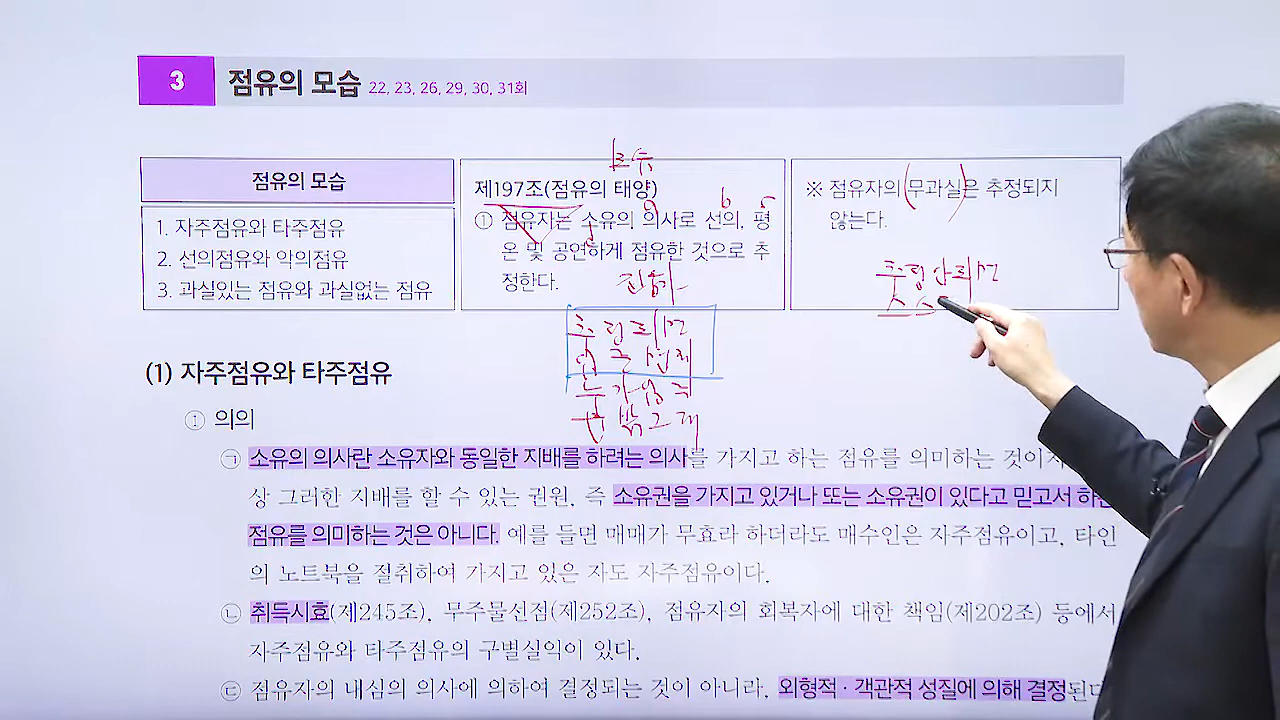 3 점유의 모습 22, 23, 26, 29, 30, 31회
점유의 모습
1. 자주점유와 타주점유
2. 선의점유와 악의점유
3. 과실있는 점유와 과실없는 점유
제197조(점유의 태양)
① 점유자는 소유의 의사로 선의, 평
온 및 공연하게 점유한 것으로 추
정한다.
※ 점유자의 무과실은 추정되지
않는다.
(1) 자주점유와 타주점유
① 의의
㉠ 소유의 의사란 소유자와 동일한 지배를 하려는 의사를 가지고 하는 점유를 의미하는 것이지
상 그러한 지배를 할 수 있는 권원, 즉 소유권을 가지고 있거나 또는 소유권이 있다고 믿고서 하는
점유를 의미하는 것은 아니다. 예를 들면 매매가 무효라 하더라도 매수인은 자주점유이고, 타인
의 노트북을 절취하여 가지고 있은 자도 자주점유이다.
㉡ 취득시효(제245조), 무주물선점(제252조), 점유자의 회복자에 대한 책임(제202조) 등에서
자주점유와 타주점유의 구별실익이 있다.
㉢ 점유자의 내심의 의사에 의하여 결정되는 것이 아니라, 외형적·객관적 성질에 의해 결정된다